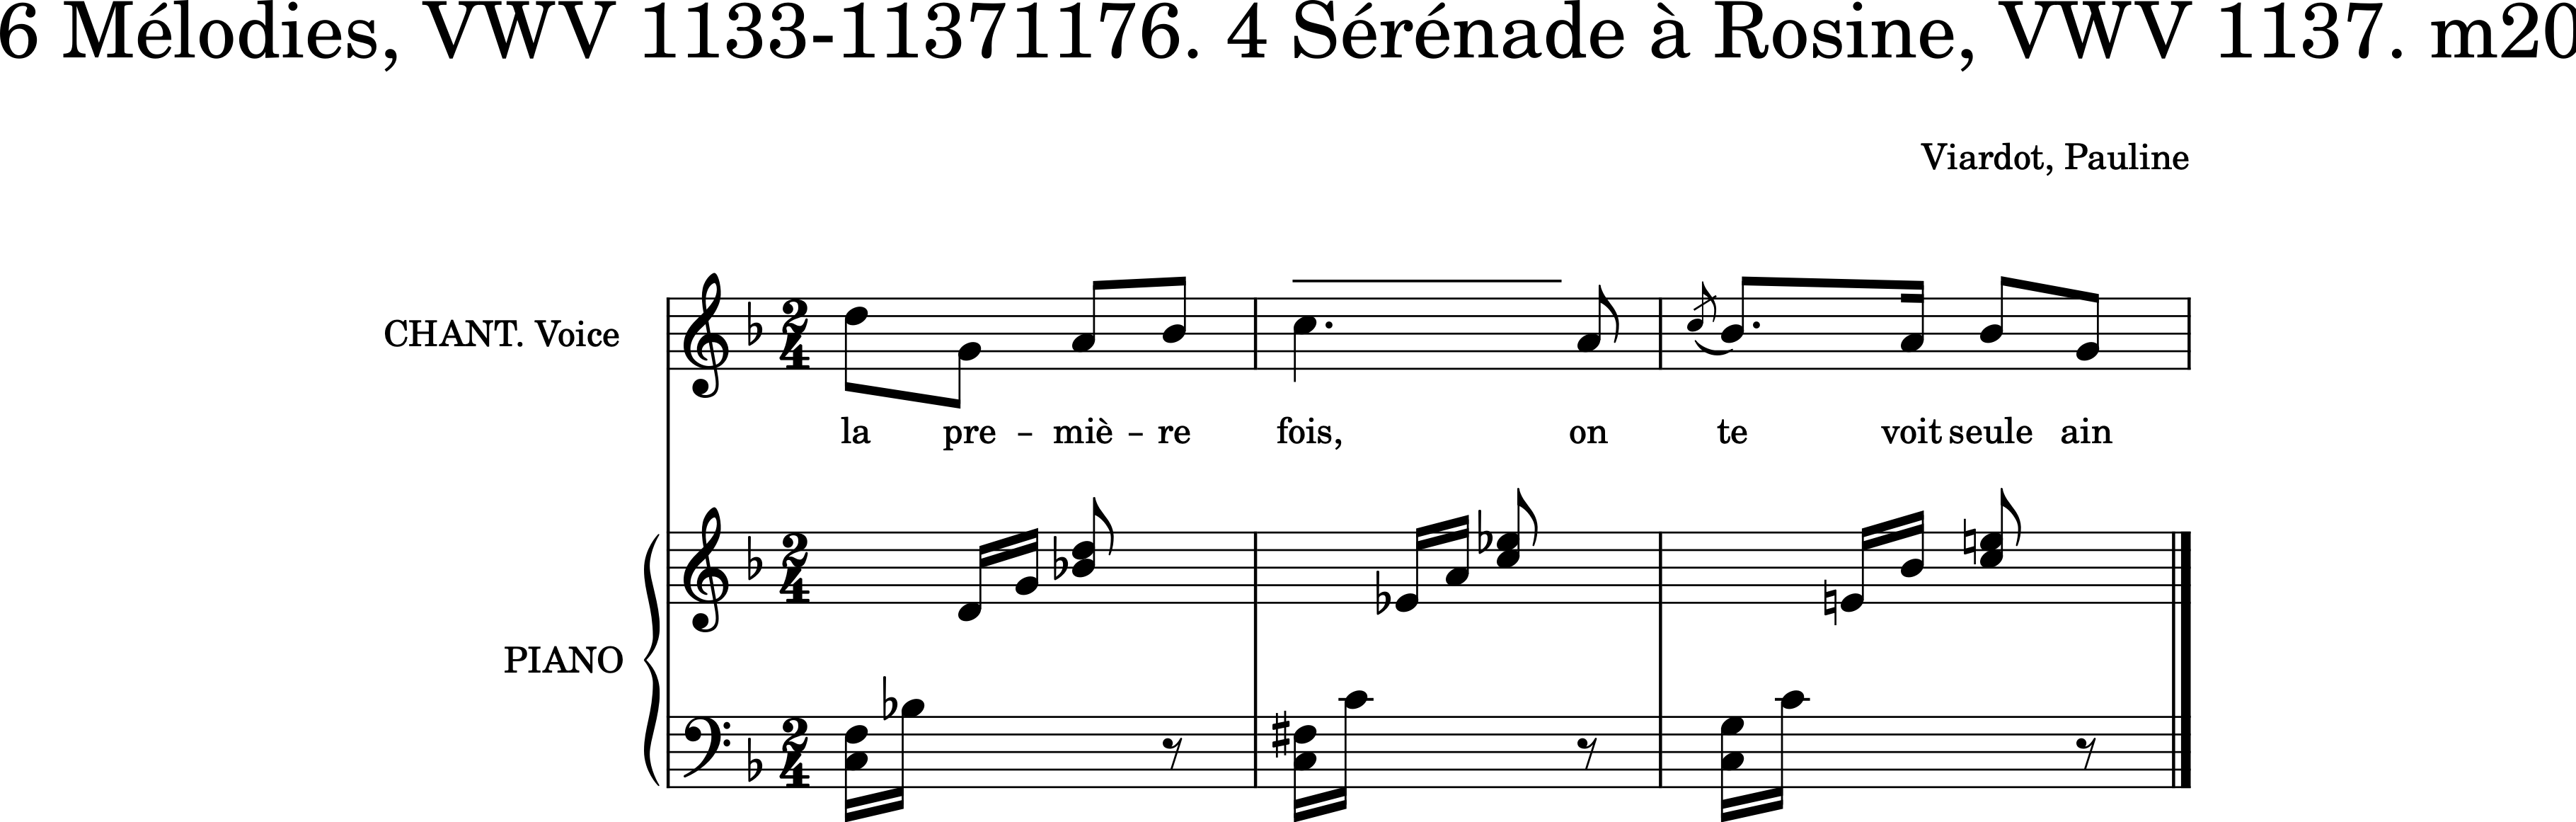 6 Mélodies, VWV 1133-11371176. 4 Sérénade à Rosine, VWV 1137. m20
Viardot, Pauline
CHANT. Voice
la pre – miè – re fois, on te voit seule ain
PIANO